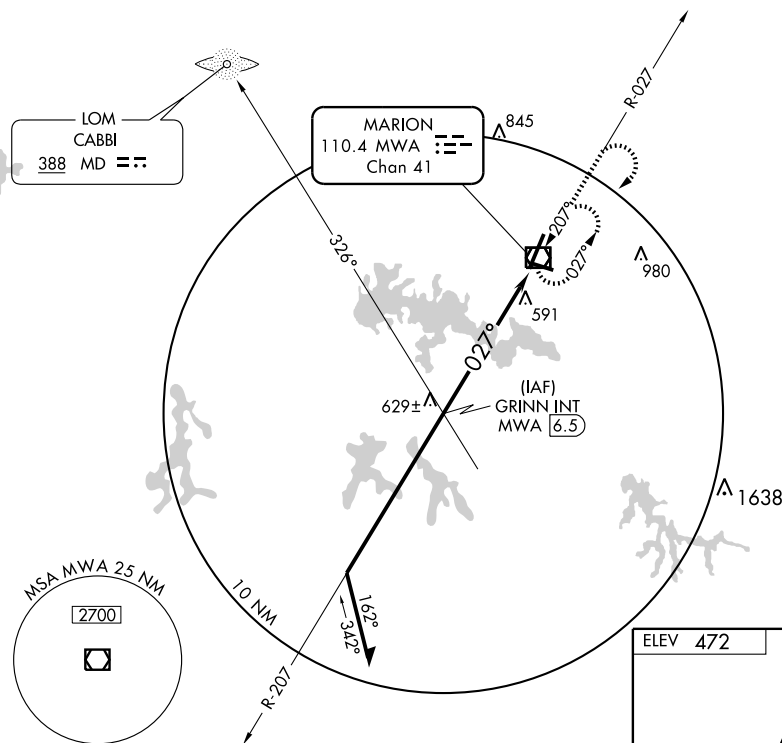 R-027
LOM
CABBI
388 MD
MARION
110.4 MWA
Chan 41
845
207°
027°
980
326°
591
027°
(IAF)
GRINN INT
MWA 6.5
629±
1638
MSA MWA 25 NM
2700
10 NM
162°
342°
R-207
ELEV 472